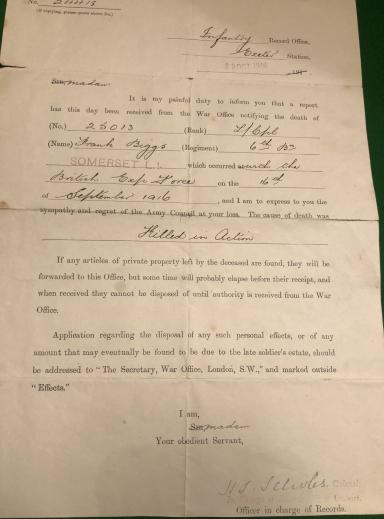 No.
(If replying, please quote above No.)
Infantry Record Office,
Exeter Station,
OCT 191
Sir, Madam
It is my painful duty to inform you that a report
has this day been received from the War Office notifying the death of
(No.) 25013 (Rank) L/Cpl
(Name) Frank Biggs (Regiment) 6th Bn
SOMERSET L.I. which occurred with the
British Exp Force on the 16th
of September 1916, and I am to express to you the
sympathy and regret of the Army Council at your loss. The cause of death was
Killed in Action
If any articles of private property left by the deceased are found, they will be
forwarded to this Office, but some time will probably elapse before their receipt, and
when received they cannot be disposed of until authority is received from the War
Office.
Application regarding the disposal of any such personal effects, or of any
amount that may eventually be found to be due to the late soldier's estate, should
be addressed to "The Secretary, War Office, London, S.W.," and marked outside
"Effects."
I am,
Sir, Madam
Your obedient Servant,
Colonel,
Officer in charge of Records.